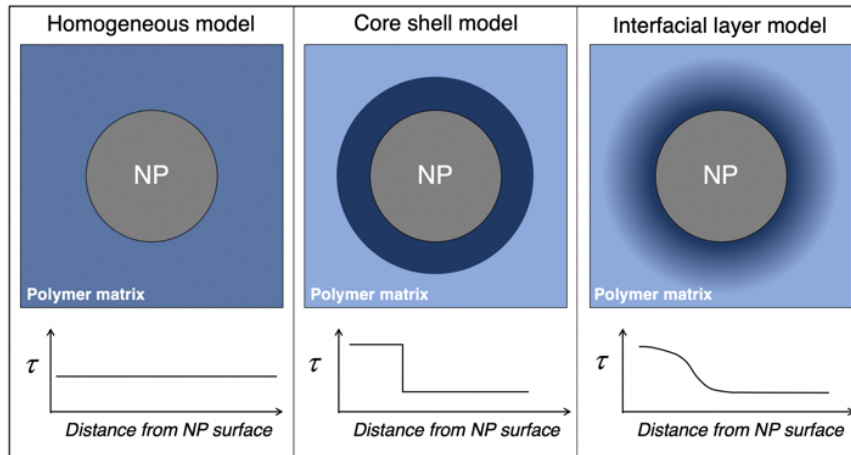 Homogeneous model
NP
Polymer matrix
τ
Distance from NP surface
Core shell model
NP
Polymer matrix
τ
Distance from NP surface
Interfacial layer model
NP
Polymer matrix
τ
Distance from NP surface